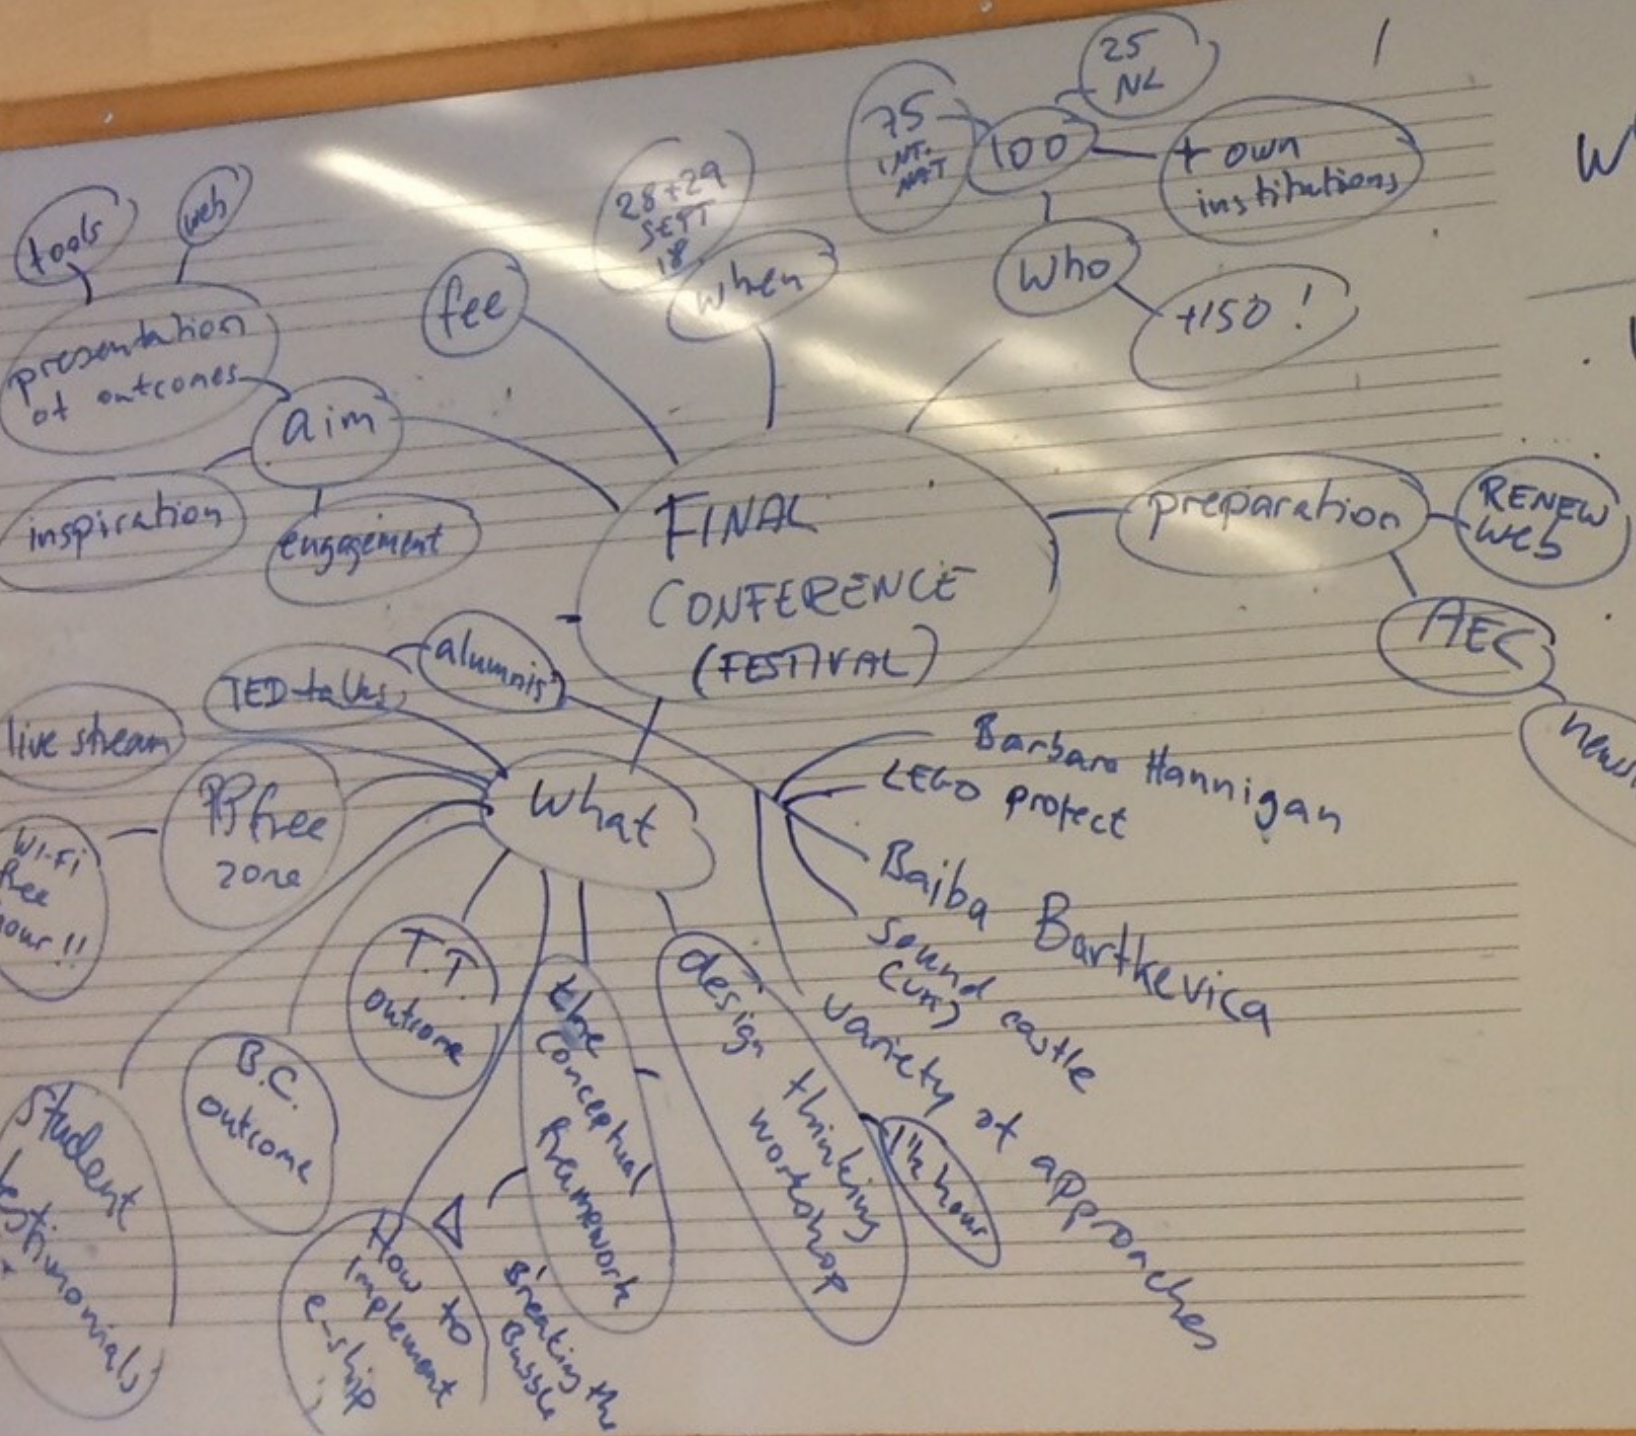 25
NL
75
INT.
NAT
100
+ own
institutions
who
+150!
28+29
SEPT
18
when
fee
tools
web
presentation
of outcomes
aim
inspiration
engagement
FINAL
CONFERENCE
(FESTIVAL)
preparation
RENEW
web
AEC
alumnis
TED talks
live stream
PP free
zone
WI-FI
free
hour!!
what
Barbara Hannigan
LEGO project
Baiba Bartkevica
sound castle
variety of approaches
T.T.
outcome
B.C.
outcome
the
conceptual
framework
design thinking
workshop
1½ hour
student
testimonials
How to
implement
e-ship
Breaking the